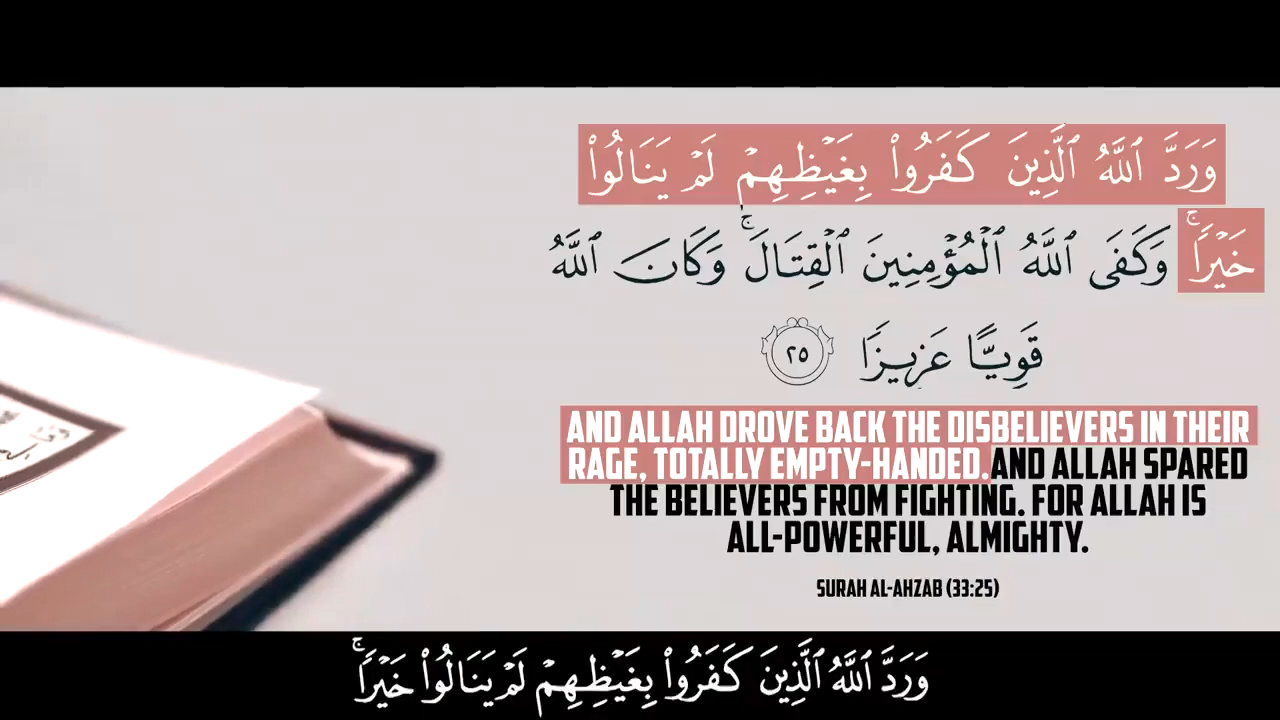 وَرَدَّ ٱللَّهُ ٱلَّذِينَ كَفَرُوا۟ بِغَيْظِهِمْ لَمْ يَنَالُوا۟
خَيْرًۭا ۚ وَكَفَى ٱللَّهُ ٱلْمُؤْمِنِينَ ٱلْقِتَالَ ۚ وَكَانَ ٱللَّهُ
قَوِيًّا عَزِيزًۭا ٢٥
AND ALLAH DROVE BACK THE DISBELIEVERS IN THEIR
RAGE, TOTALLY EMPTY-HANDED. AND ALLAH SPARED
THE BELIEVERS FROM FIGHTING. FOR ALLAH IS
ALL-POWERFUL, ALMIGHTY.
SURAH AL-AHZAB (33:25)
وَرَدَّ ٱللَّهُ ٱلَّذِينَ كَفَرُوا۟ بِغَيْظِهِمْ لَمْ يَنَالُوا۟ خَيْرًۭا ۚ